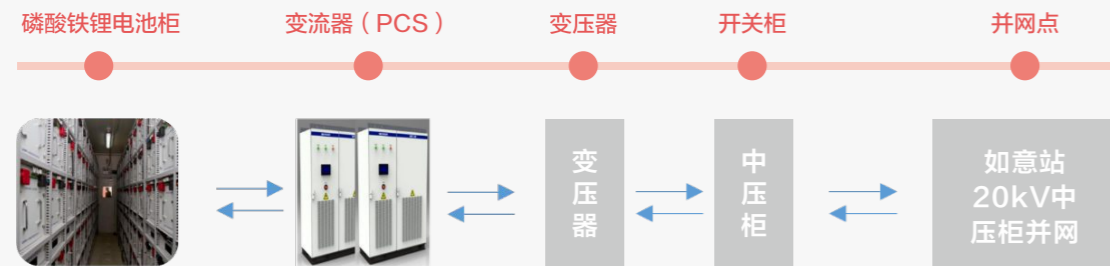 磷酸铁锂电池柜
变流器（PCS）
变压器
开关柜
并网点
变
压
器
中
压
柜
如意站
20kV中
压柜并网